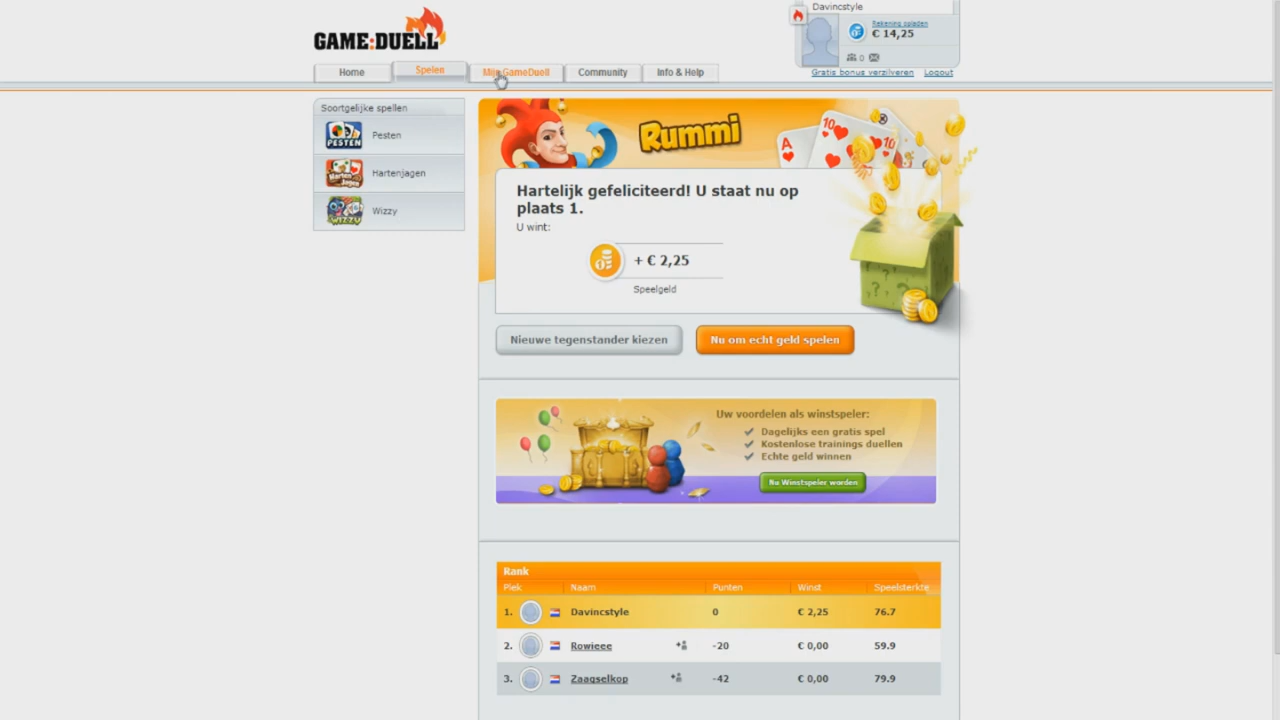 Davincstyle
GAME:DUELL
Rekening opladen
€ 14,25
0
Gratis bonus verzilveren Logout
Home Spelen Mijn GameDuell Community Info & Help
Soortgelijke spellen
PESTEN Pesten
Harten Jagen Hartenjagen
WIZZY Wizzy
Rummi
A 10 10
Hartelijk gefeliciteerd! U staat nu op
plaats 1.
U wint:
+ € 2,25
Speelgeld
Nieuwe tegenstander kiezen Nu om echt geld spelen
Uw voordelen als winstspeler:
Dagelijks een gratis spel
Kostenlose trainings duellen
Echte geld winnen
Nu Winstspeler worden
Rank
Plek Naam Punten Winst Speelsterkte
1. Davincstyle 0 € 2,25 76.7
2. Rowieee -20 € 0,00 59.9
3. Zaagselkop -42 € 0,00 79.9